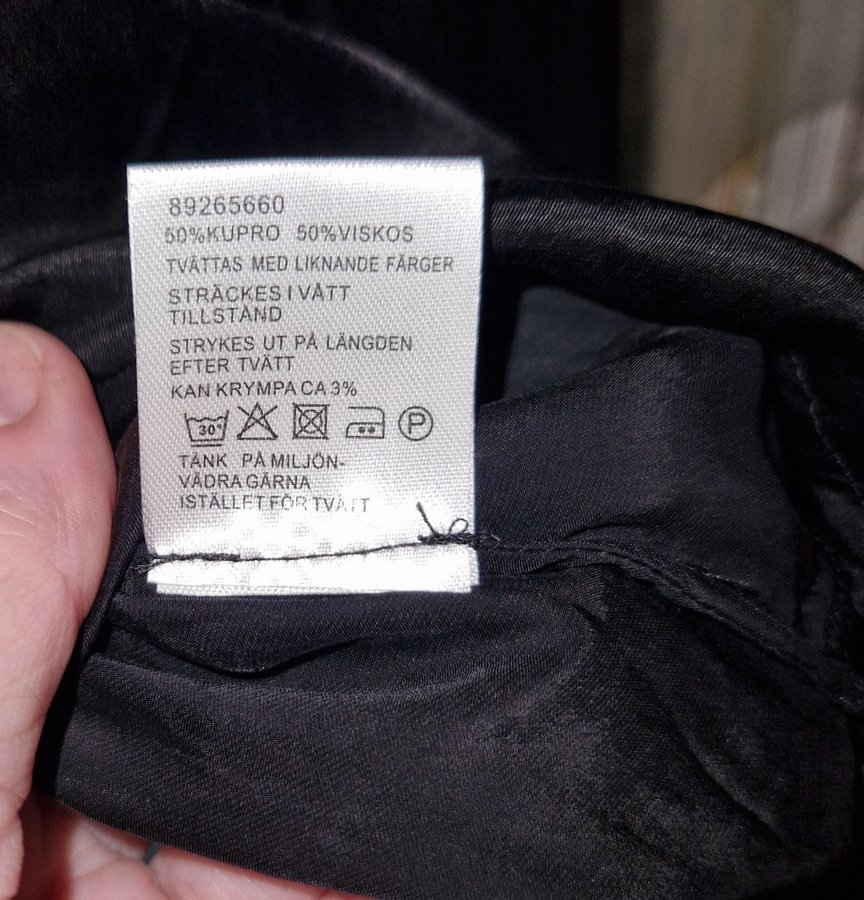 89265660
50%KUPRO 50%VISKOS
TVÄTTAS MED LIKNANDE FÄRGER
STRÄCKES I VÅTT
TILLSTÅND
STRYKES UT PÅ LÄNGDEN
EFTER TVÄTT
KAN KRYMPA CA 3%
30° P
TÄNK PÅ MILJÖN-
VÄDRA GÄRNA
ISTÄLLET FÖR TVÄTT